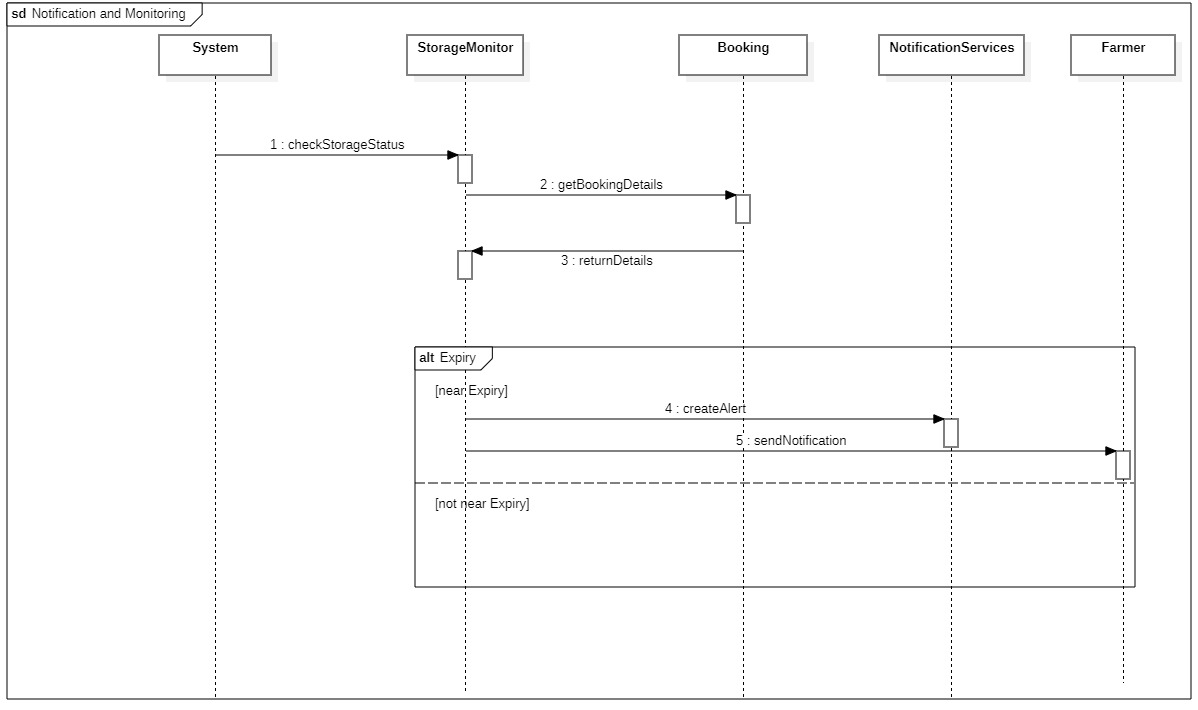 sd Notification and Monitoring
System
StorageMonitor
Booking
NotificationServices
Farmer
1 : checkStorageStatus
2 : getBookingDetails
3 : returnDetails
alt Expiry
[near Expiry]
4 : createAlert
5 : sendNotification
[not near Expiry]